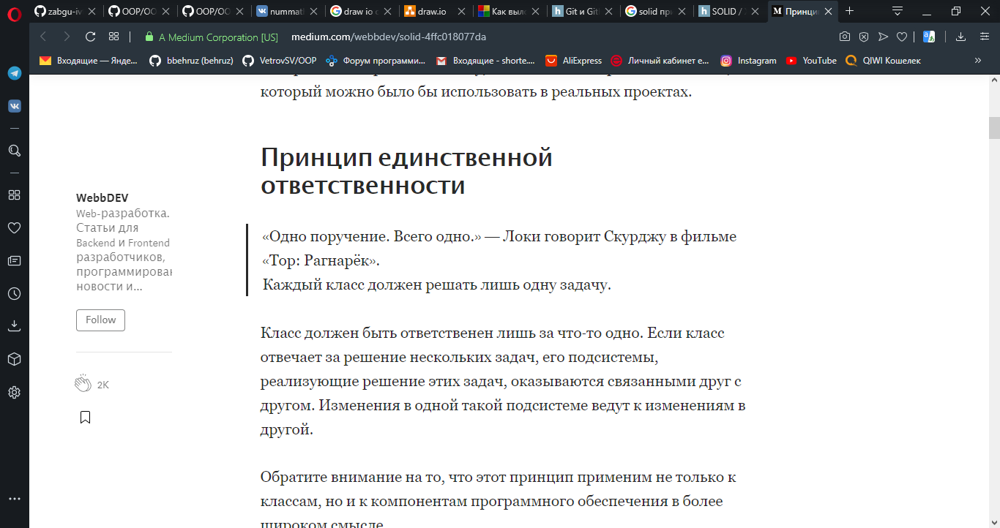 zabgu-iv
OOP/OO
OOP/OO
nummati
draw io o
draw.io
Как выл
Git и Git
solid при
SOLID /
Принци
A Medium Corporation [US]
medium.com/webbdev/solid-4ffc018077da
Входящие — Янде...
bbehruz (behruz)
VetrovSV/OOP
Форум программи...
Входящие - shorte...
AliExpress
Личный кабинет е...
Instagram
YouTube
QIWI Кошелек
который можно было бы использовать в реальных проектах.
Принцип единственной
ответственности
WebbDEV
Web-разработка.
Статьи для
Backend и Frontend
разработчиков,
программирован
новости и...
Follow
2K
«Одно поручение. Всего одно.» — Локи говорит Скурджу в фильме
«Тор: Рагнарёк».
Каждый класс должен решать лишь одну задачу.
Класс должен быть ответственен лишь за что-то одно. Если класс
отвечает за решение нескольких задач, его подсистемы,
реализующие решение этих задач, оказываются связанными друг с
другом. Изменения в одной такой подсистеме ведут к изменениям в
другой.
Обратите внимание на то, что этот принцип применим не только к
классам, но и к компонентам программного обеспечения в более
широком смысле.